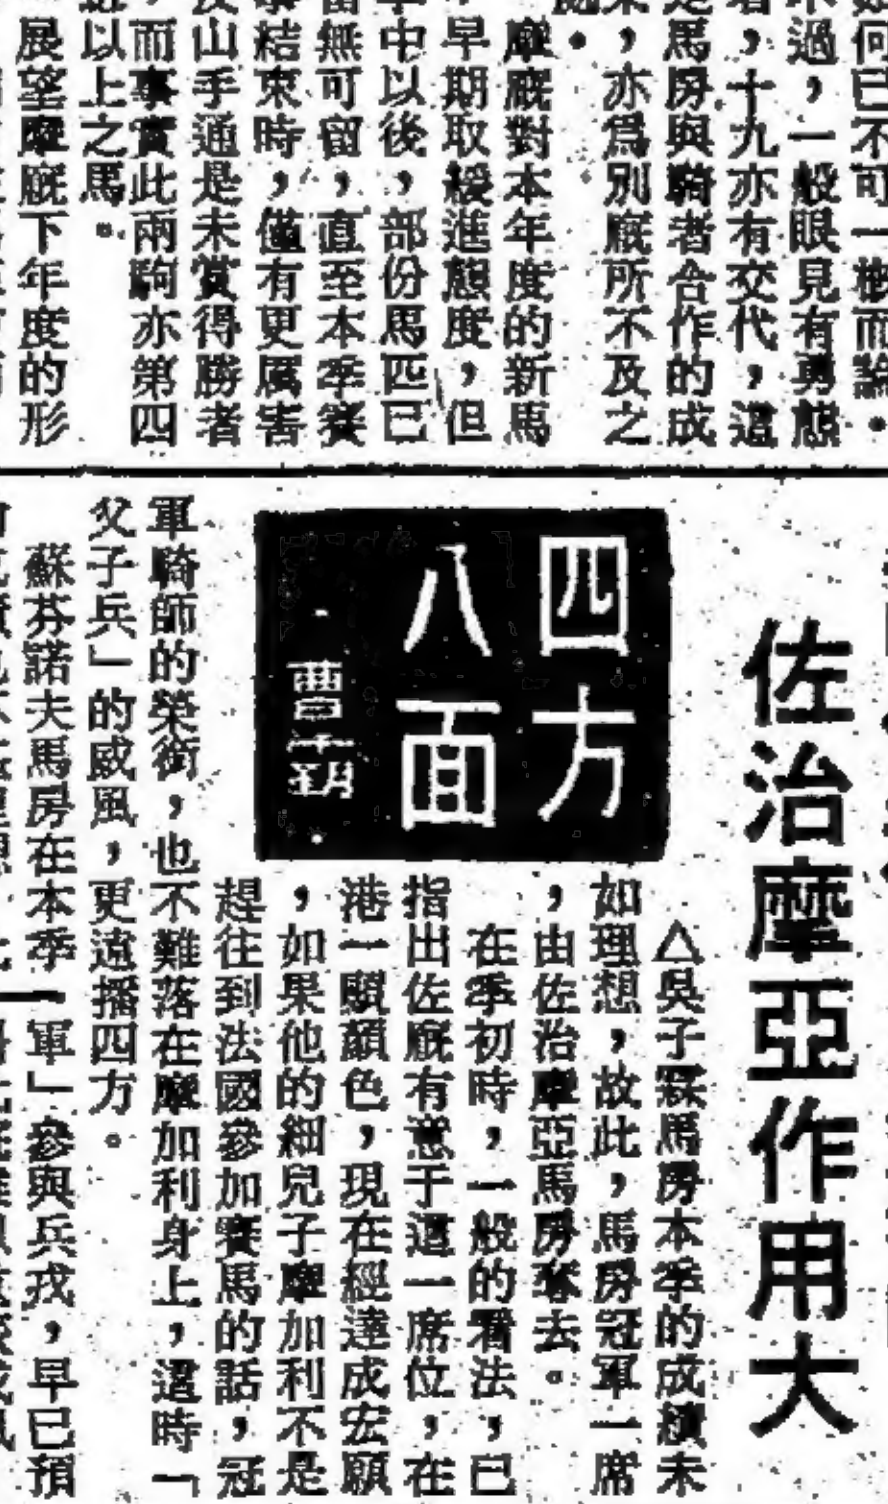 如何已不可一概而論。
不過，一般眼見有勇態
者，十九亦有交代，這
是馬房與騎者合作的成
果，亦為別廐所不及之
處。
摩廐對本年度的新馬
早期取緩進態度，但
季中以後，部份馬匹已
留無可留，直至本季賽
事結束時，僅有更厲害
及山手通是未賞得勝者
，而事實此兩駒亦第四
班以上之馬。
展望摩廐下年度的形
佐治摩亞作用大
四方
八面
·曹子朝·
△吳子霖馬房本季的成績未
如理想，故此，馬房冠軍一席
，由佐治摩亞馬房奪去。
在季初時，一般的看法，已
指出佐廐有意于這一席位，在
港一顯顏色，現在經達成宏願
，如果他的細兒子摩加利不是
趕往到法國參加賽馬的話，冠
軍騎師的榮銜，也不難落在摩加利身上，這時「
父子兵」的威風，更遠播四方。
蘇芬諾夫馬房在本季「軍」參與兵戎，早已預